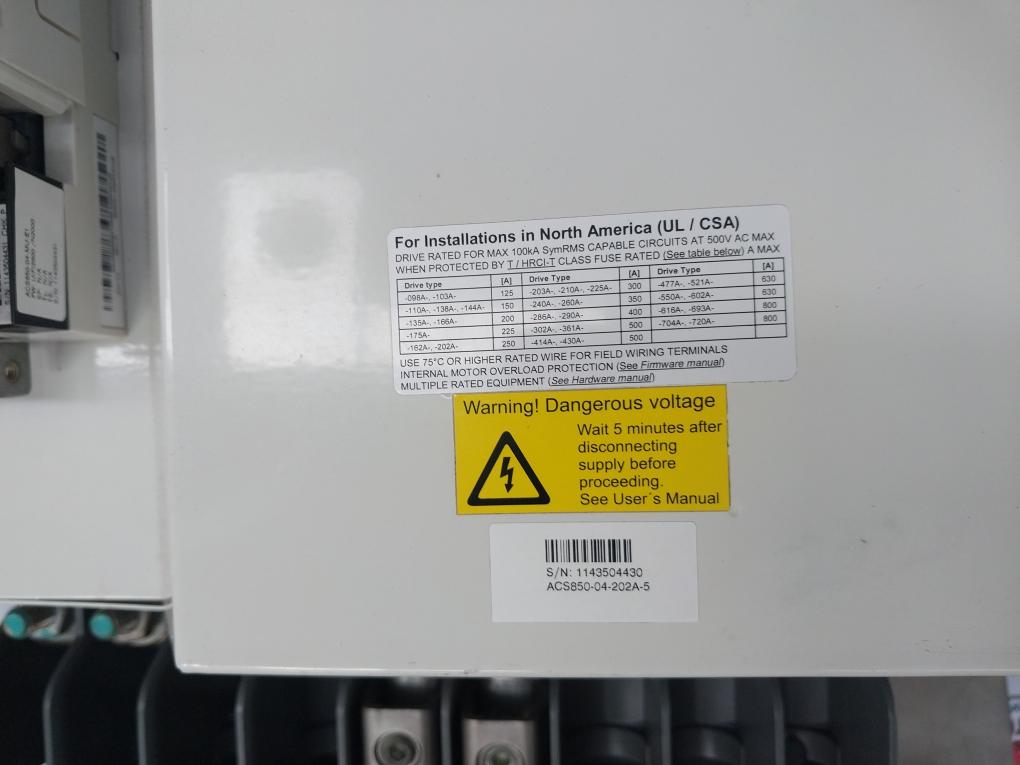 For Installations in North America (UL / CSA)
DRIVE RATED FOR MAX 100kA SymRMS CAPABLE CIRCUITS AT 500V AC MAX
WHEN PROTECTED BY T / HRCI-T CLASS FUSE RATED (See table below) A MAX
Drive type [A] Drive Type [A] Drive Type [A]
-098A-, -103A- 125 -203A-, -210A-, -225A- 300 -477A-, -521A- 630
-110A-, -138A-, -144A- 150 -240A-, -260A- 350 -550A-, -602A- 630
-135A-, -166A- 200 -286A-, -290A- 400 -616A-, -693A- 800
-175A- 225 -302A-, -361A- 500 -704A-, -720A- 800
-162A-, -202A- 250 -414A-, -430A- 500
USE 75°C OR HIGHER RATED WIRE FOR FIELD WIRING TERMINALS
INTERNAL MOTOR OVERLOAD PROTECTION (See Firmware manual)
MULTIPLE RATED EQUIPMENT (See Hardware manual)
Warning! Dangerous voltage
Wait 5 minutes after
disconnecting
supply before
proceeding.
See User´s Manual
S/N: 1143504430
ACS850-04-202A-5